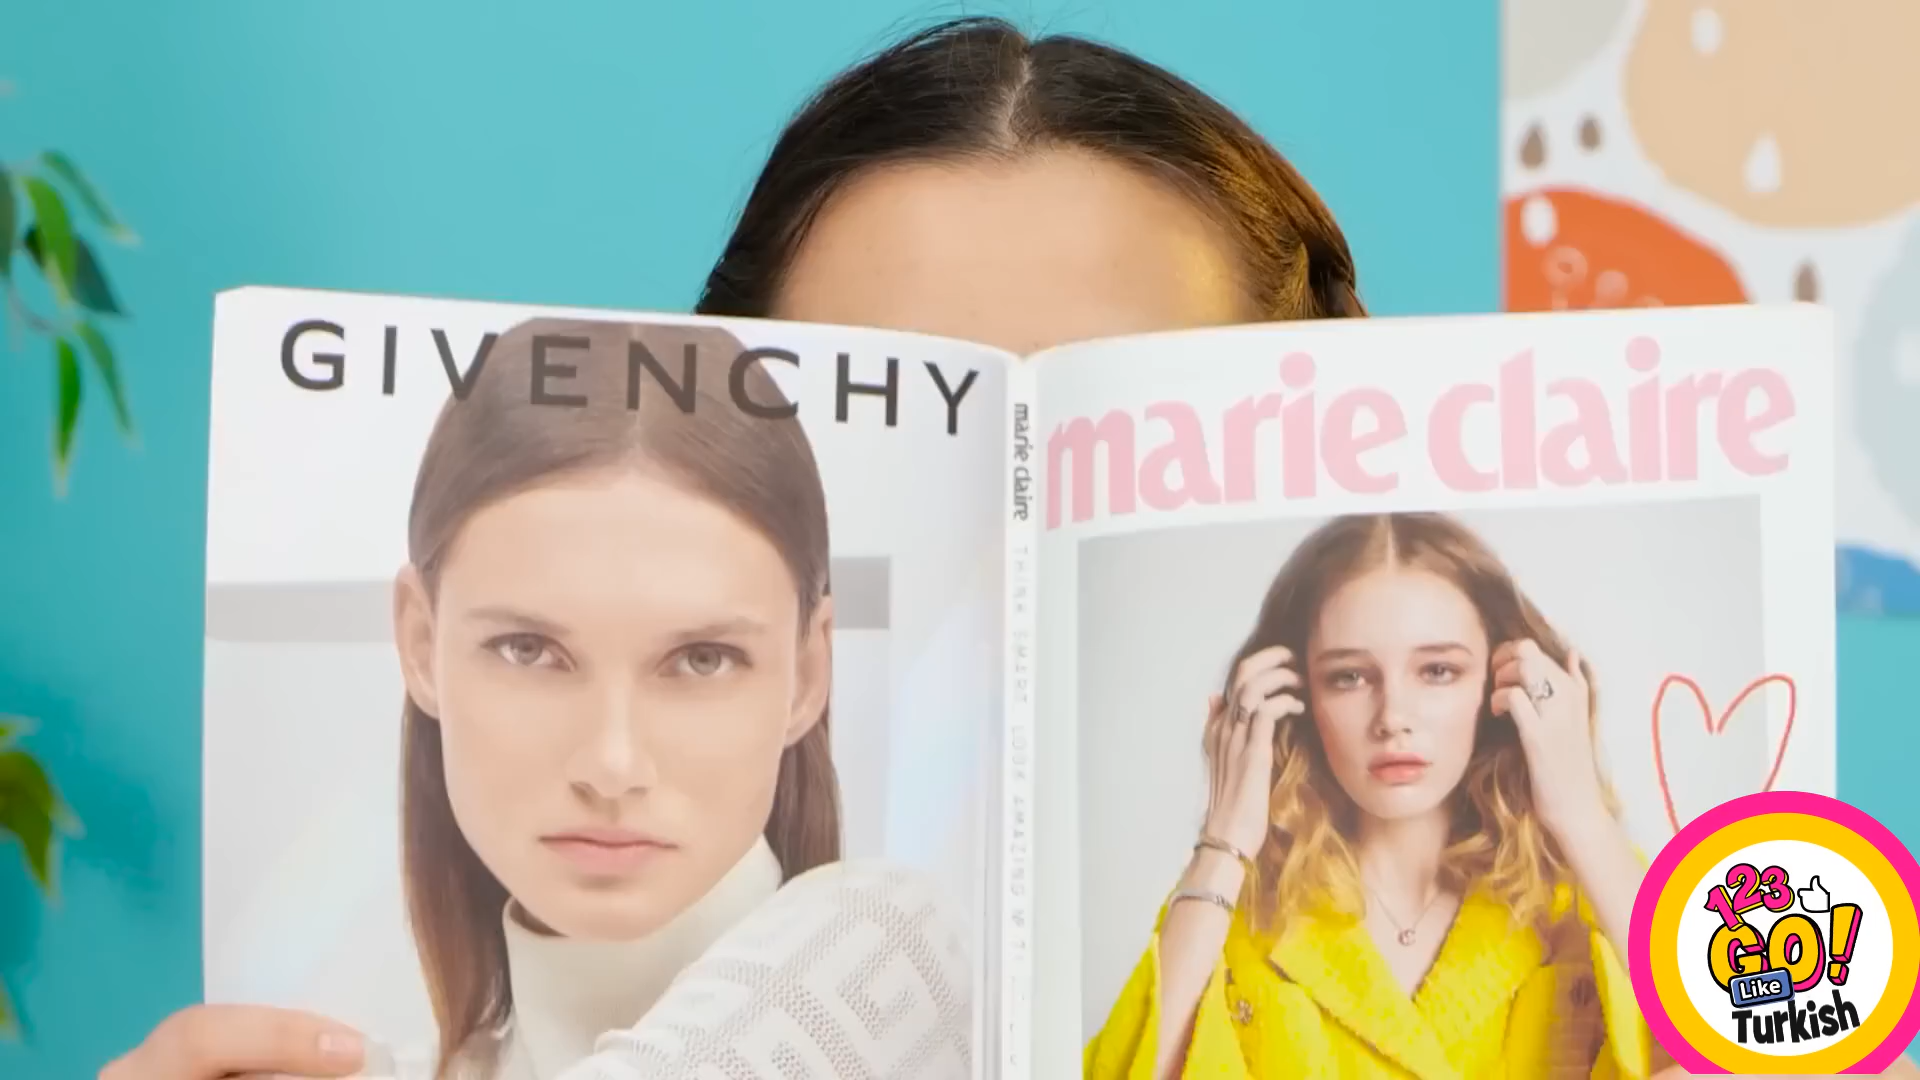 GIVENCHY
marie claire
marie claire
THINK SMART LOOK AMAZING
123
GO!
Like
Turkish